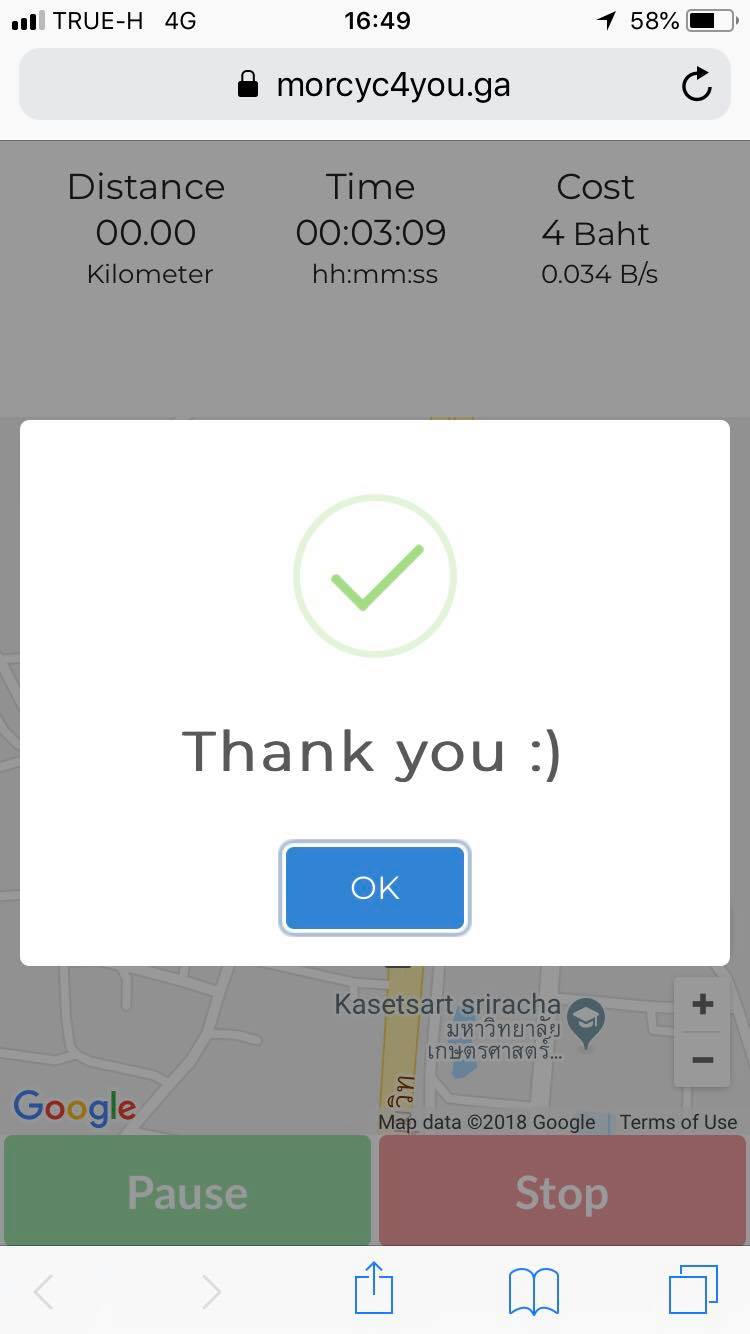 TRUE-H 4G 16:49 58%
morcyc4you.ga
Distance Time Cost
00.00 00:03:09 4 Baht
Kilometer hh:mm:ss 0.034 B/s
Thank you :)
OK
Kasetsart sriracha
มหาวิทยาลัย
เกษตรศาสตร์...
Google
Map data ©2018 Google Terms of Use
Pause Stop